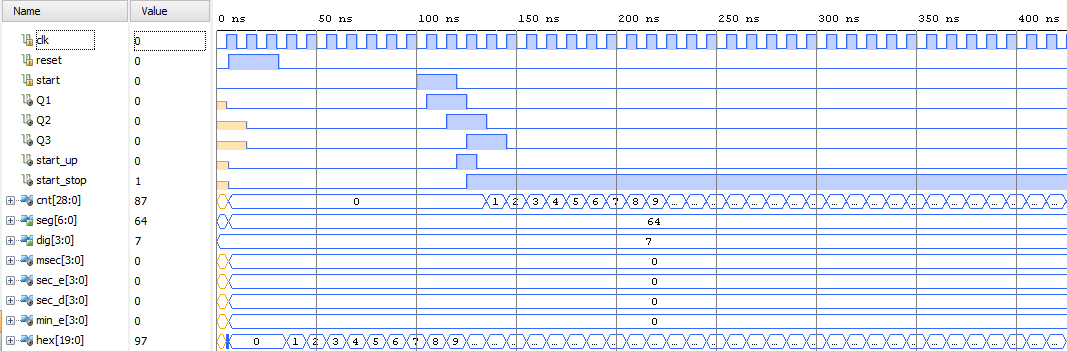 Name Value 0 ns 50 ns 100 ns 150 ns 200 ns 250 ns 300 ns 350 ns 400 ns
clk 0
reset 0
start 0
Q1 0
Q2 0
Q3 0
start_up 0
start_stop 1
cnt[28:0] 87 0 1 2 3 4 5 6 7 8 9 ... ... ... ... ... ... ... ... ... ... ... ... ... ... ... ... ... ... ... ...
seg[6:0] 64 64
dig[3:0] 7 7
msec[3:0] 0 0
sec_e[3:0] 0 0
sec_d[3:0] 0 0
min_e[3:0] 0 0
hex[19:0] 97 0 1 2 3 4 5 6 7 8 9 ... ... ... ... ... ... ... ... ... ... ... ... ... ... ... ... ... ... ... ... ... ... ... ... ... ... ... ... ... ...